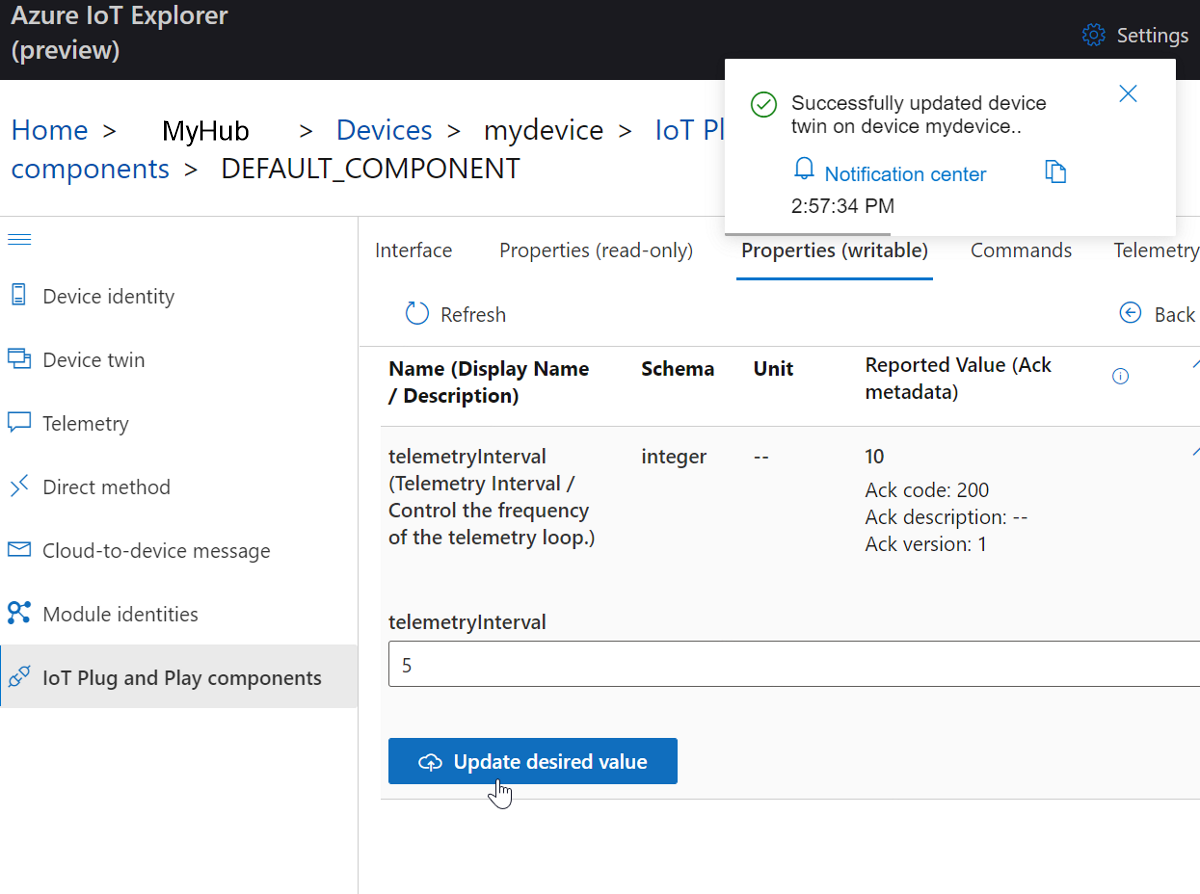 Azure IoT Explorer
(preview)
Settings
Successfully updated device
twin on device mydevice..
Notification center
2:57:34 PM
Home > MyHub > Devices > mydevice > IoT Pl
components > DEFAULT_COMPONENT
Device identity
Device twin
Telemetry
Direct method
Cloud-to-device message
Module identities
IoT Plug and Play components
Interface Properties (read-only) Properties (writable) Commands Telemetry
Refresh Back
Name (Display Name
/ Description)
Schema
Unit
Reported Value (Ack
metadata)
telemetryInterval
(Telemetry Interval /
Control the frequency
of the telemetry loop.)
integer
--
10
Ack code: 200
Ack description: --
Ack version: 1
telemetryInterval
5
Update desired value